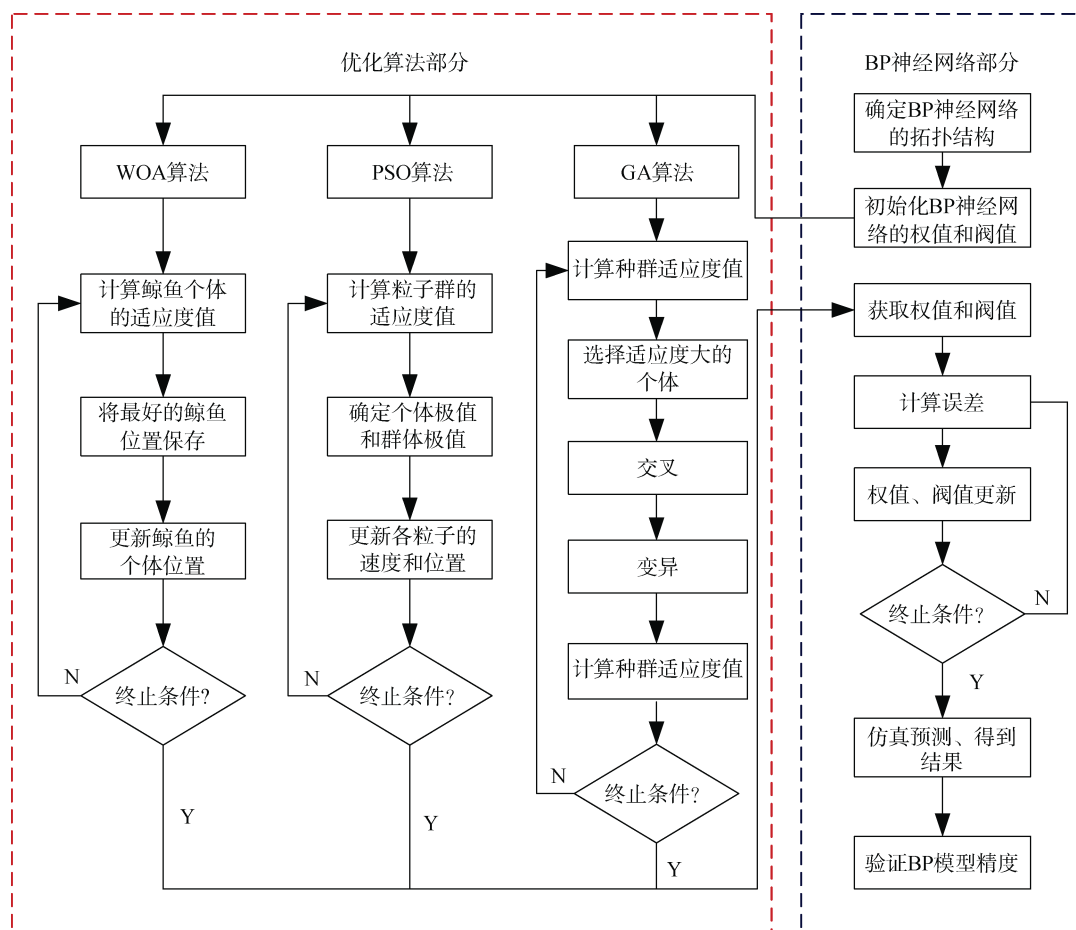 优化算法部分
WOA算法
计算鲸鱼个体
的适应度值
将最好的鲸鱼
位置保存
更新鲸鱼的
个体位置
终止条件?
N
Y
PSO算法
计算粒子群的
适应度值
确定个体极值
和群体极值
更新各粒子的
速度和位置
终止条件?
N
Y
GA算法
计算种群适应度值
选择适应度大的
个体
交叉
变异
计算种群适应度值
终止条件?
N
Y
BP神经网络部分
确定BP神经网络
的拓扑结构
初始化BP神经网
络的权值和阀值
获取权值和阀值
计算误差
权值、阀值更新
终止条件?
N
Y
仿真预测、得到
结果
验证BP模型精度